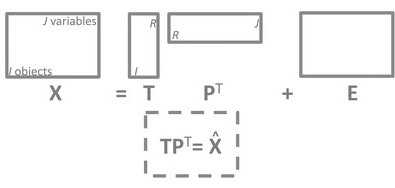 J variables
R
J
R
I objects
I
X = T P^T + E
TP^T= X̂